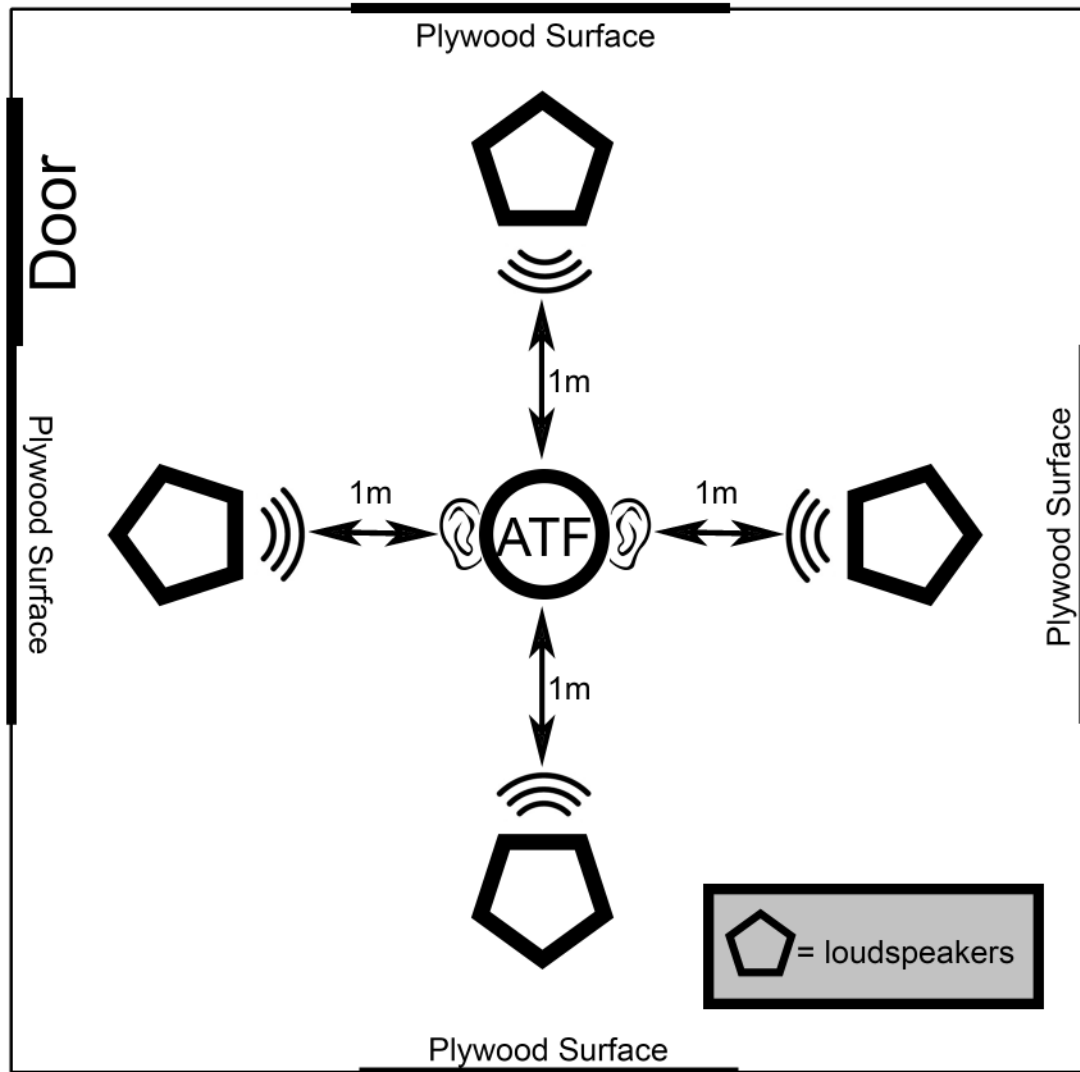 Plywood Surface
Door
1m
Plywood Surface
1m
ATF
1m
Plywood Surface
1m
= loudspeakers
Plywood Surface